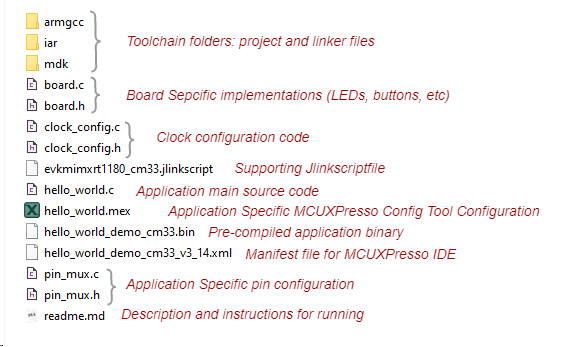 armgcc
iar Toolchain folders: project and linker files
mdk
board.c
board.h Board Sepcific implementations (LEDs, buttons, etc)
clock_config.c
clock_config.h Clock configuration code
evkmimxrt1180_cm33.jlinkscript Supporting Jlinkscriptfile
hello_world.c Application main source code
hello_world.mex Application Specific MCUXPresso Config Tool Configuration
hello_world_demo_cm33.bin Pre-compiled application binary
hello_world_demo_cm33_v3_14.xml Manifest file for MCUXPresso IDE
pin_mux.c
pin_mux.h Application Specific pin configuration
readme.md Description and instructions for running